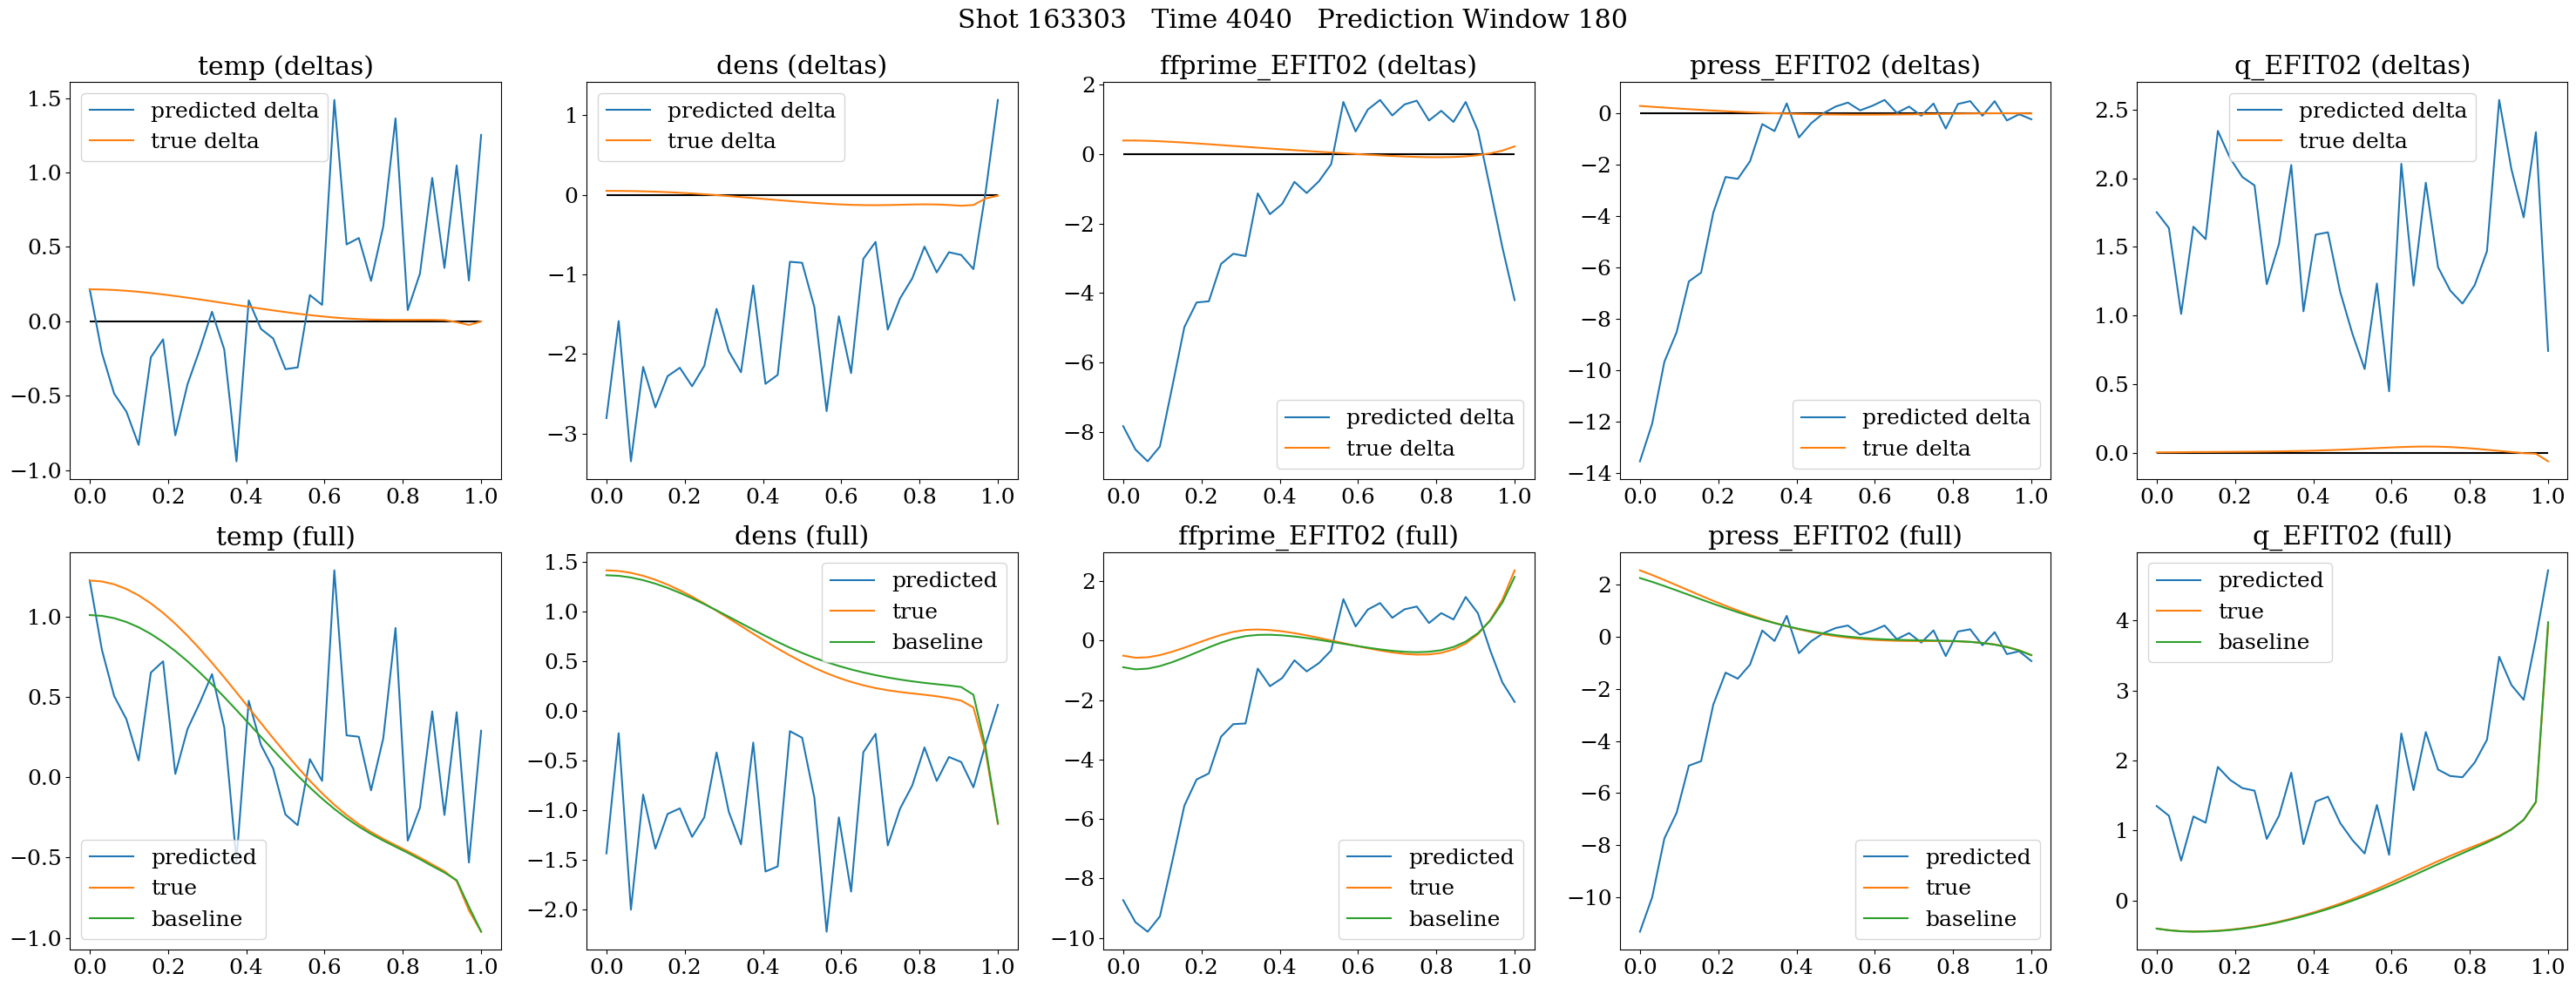 Shot 163303   Time 4040   Prediction Window 180
temp (deltas)
1.5
1.0
0.5
0.0
−0.5
−1.0
0.0 0.2 0.4 0.6 0.8 1.0
predicted delta
true delta
dens (deltas)
1
0
−1
−2
−3
0.0 0.2 0.4 0.6 0.8 1.0
predicted delta
true delta
ffprime_EFIT02 (deltas)
2
0
−2
−4
−6
−8
0.0 0.2 0.4 0.6 0.8 1.0
predicted delta
true delta
press_EFIT02 (deltas)
0
−2
−4
−6
−8
−10
−12
−14
0.0 0.2 0.4 0.6 0.8 1.0
predicted delta
true delta
q_EFIT02 (deltas)
2.5
2.0
1.5
1.0
0.5
0.0
0.0 0.2 0.4 0.6 0.8 1.0
predicted delta
true delta
temp (full)
1.0
0.5
0.0
−0.5
−1.0
0.0 0.2 0.4 0.6 0.8 1.0
predicted
true
baseline
dens (full)
1.5
1.0
0.5
0.0
−0.5
−1.0
−1.5
−2.0
0.0 0.2 0.4 0.6 0.8 1.0
predicted
true
baseline
ffprime_EFIT02 (full)
2
0
−2
−4
−6
−8
−10
0.0 0.2 0.4 0.6 0.8 1.0
predicted
true
baseline
press_EFIT02 (full)
2
0
−2
−4
−6
−8
−10
0.0 0.2 0.4 0.6 0.8 1.0
predicted
true
baseline
q_EFIT02 (full)
4
3
2
1
0
0.0 0.2 0.4 0.6 0.8 1.0
predicted
true
baseline